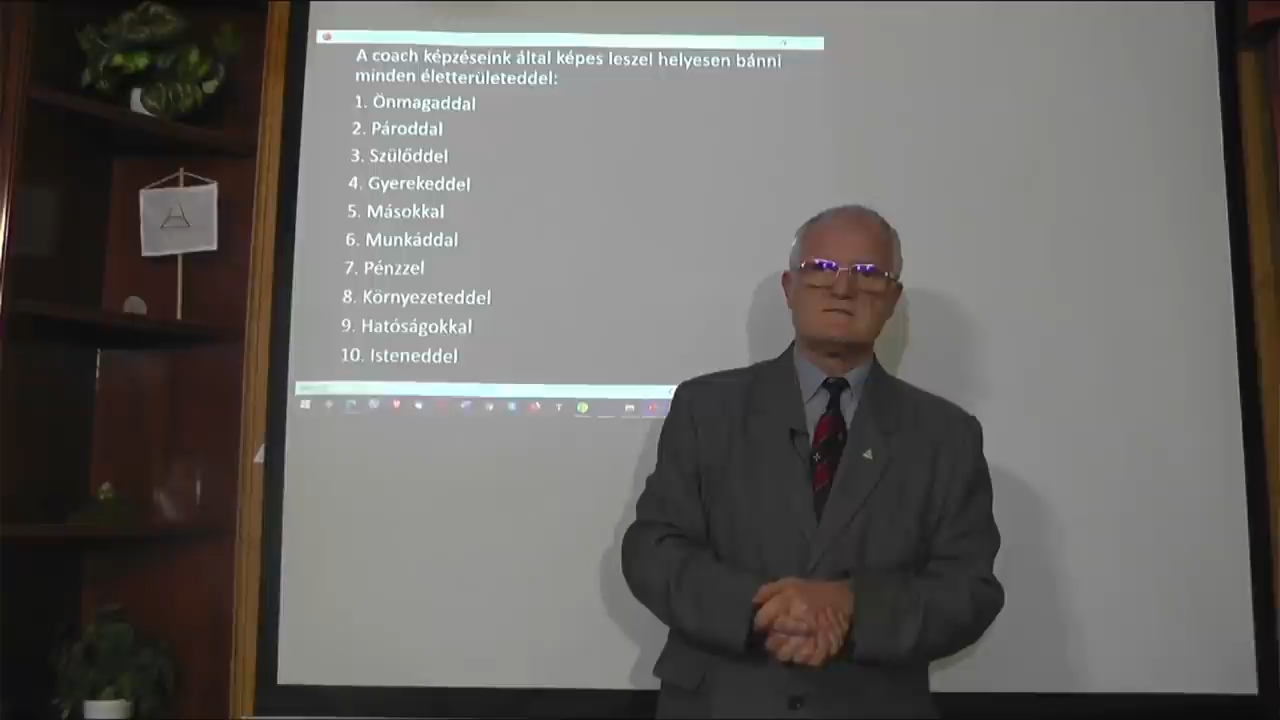 A coach képzéseink által képes leszel helyesen bánni
minden életterületeddel:
1. Önmagaddal
2. Pároddal
3. Szülőddel
4. Gyerekeddel
5. Másokkal
6. Munkáddal
7. Pénzzel
8. Környezeteddel
9. Hatóságokkal
10. Isteneddel